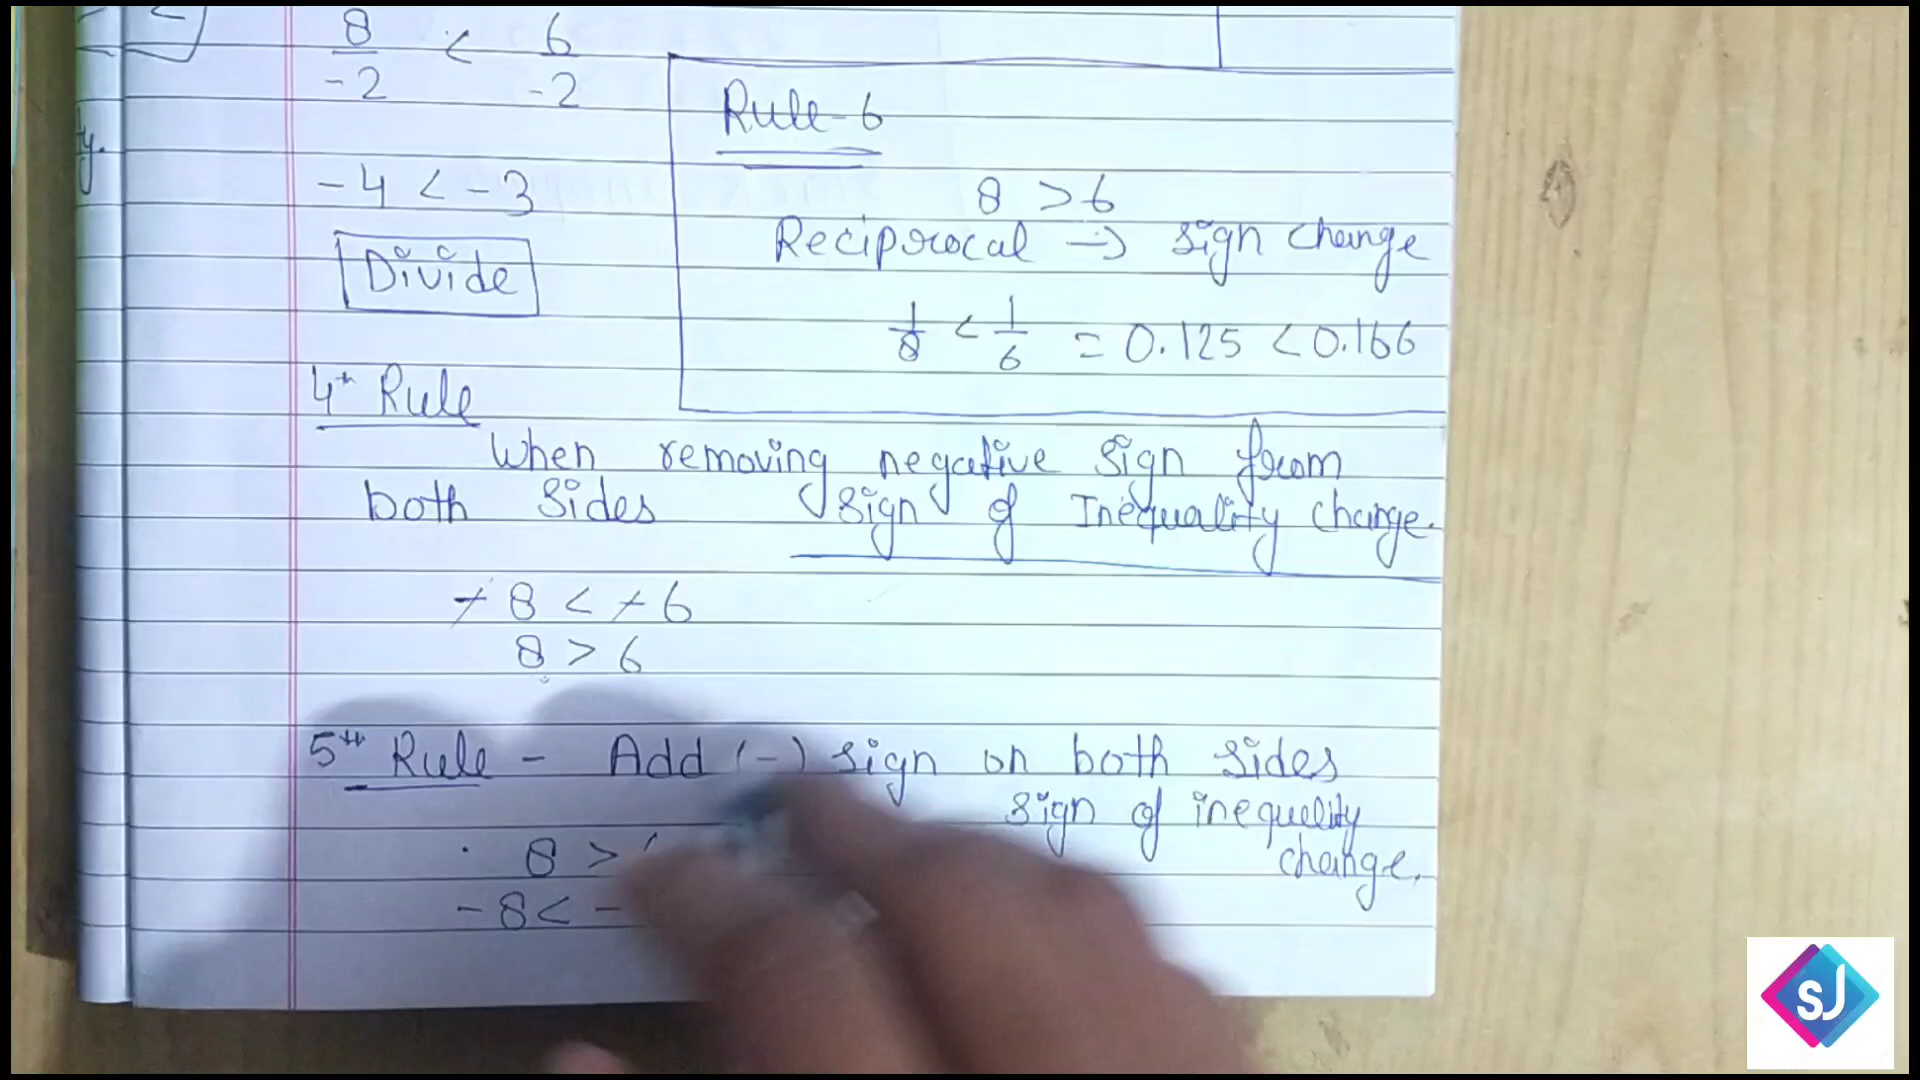 8/-2 < 6/-2
-4 < -3
Divide
Rule-6
8 > 6
Reciprocal → sign change
1/8 < 1/6 = 0.125 < 0.166
4th Rule
When removing negative sign from
both sides sign of Inequality change.
-8 < -6
8 > 6
5th Rule - Add (-) sign on both sides
sign of inequality
change.
8 >
-8 < -
SJ